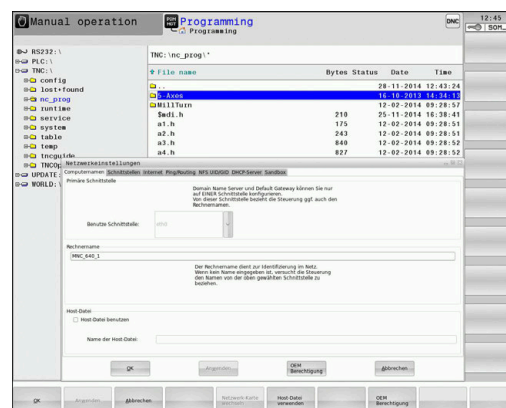 Manual operation
PGM MGT Programming
Programming
DNC
12:45
SOM_
RS232:\
PLC:\
TNC:\
config
lost+found
nc_prog
runtime
service
system
table
temp
tncguide
UPDATE:
WORLD:\
TNC:\nc_prog\*
File name Bytes Status Date Time
.. 28-11-2014 12:43:24
5-Axes 16-10-2013 14:34:13
MillTurn 12-02-2014 09:28:57
$mdi.h 210 25-11-2014 16:38:41
a1.h 175 12-02-2014 09:28:51
a2.h 243 12-02-2014 09:28:51
a3.h 840 12-02-2014 09:28:52
a4.h 827 12-02-2014 09:28:52
Netzwerkeinstellungen
Computernamen Schnittstellen Internet Ping/Routing NFS UID/GID DHCP-Server Sandbox
Primäre Schnittstelle
Domain Name Server und Default Gateway können Sie nur
auf EINER Schnittstelle konfigurieren.
Von dieser Schnittstelle bezieht die Steuerung ggf. auch den
Rechnernamen.
Benutze Schnittstelle:
eth0
Rechnername
MNC_640_1
Der Rechnername dient zur Identifizierung im Netz.
Wenn kein Name eingegeben ist, versucht die Steuerung
den Namen von der oben gewählten Schnittstelle zu
beziehen.
Host-Datei
Host-Datei benutzen
Name der Host-Datei:
OK
Anwenden
OEM
Berechtigung
Abbrechen
OK
Anwenden
Abbrechen
Netzwerk-Karte
Host-Datei
verwenden
OEM
Berechtigung